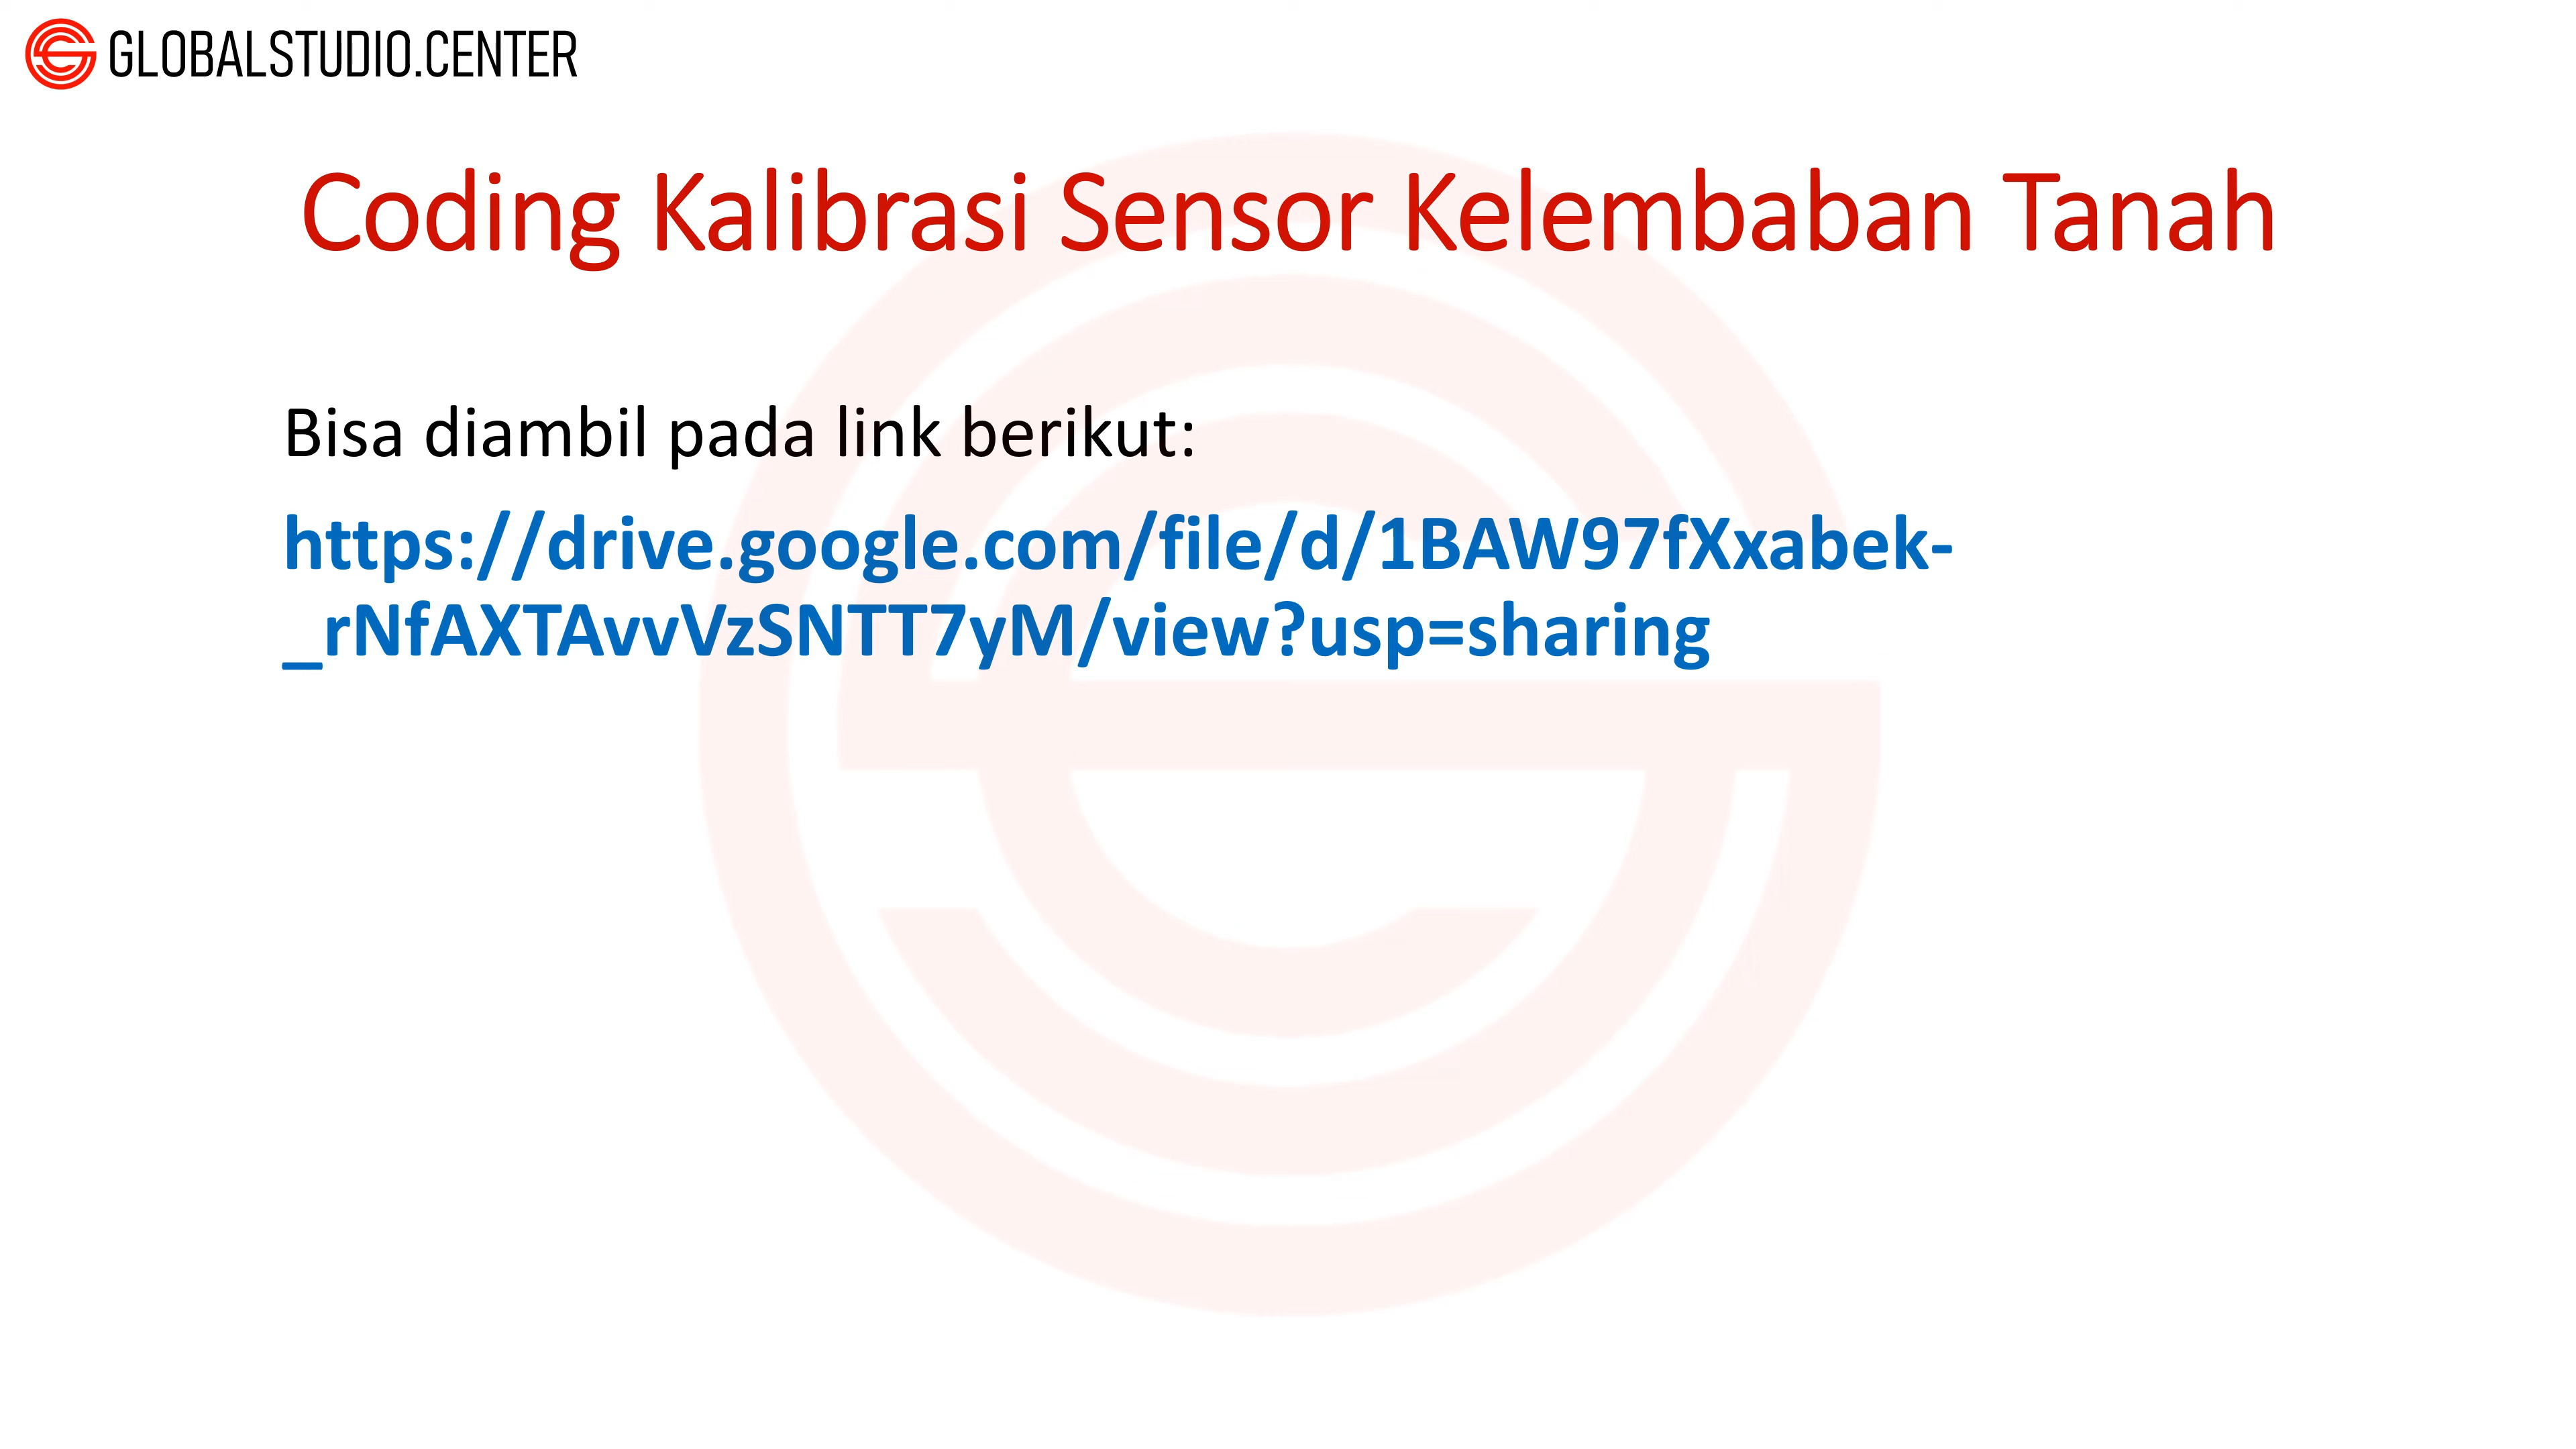 GLOBALSTUDIO.CENTER
Coding Kalibrasi Sensor Kelembaban Tanah
Bisa diambil pada link berikut:
https://drive.google.com/file/d/1BAW97fXxabek-
_rNfAXTAvvVzSNTT7yM/view?usp=sharing